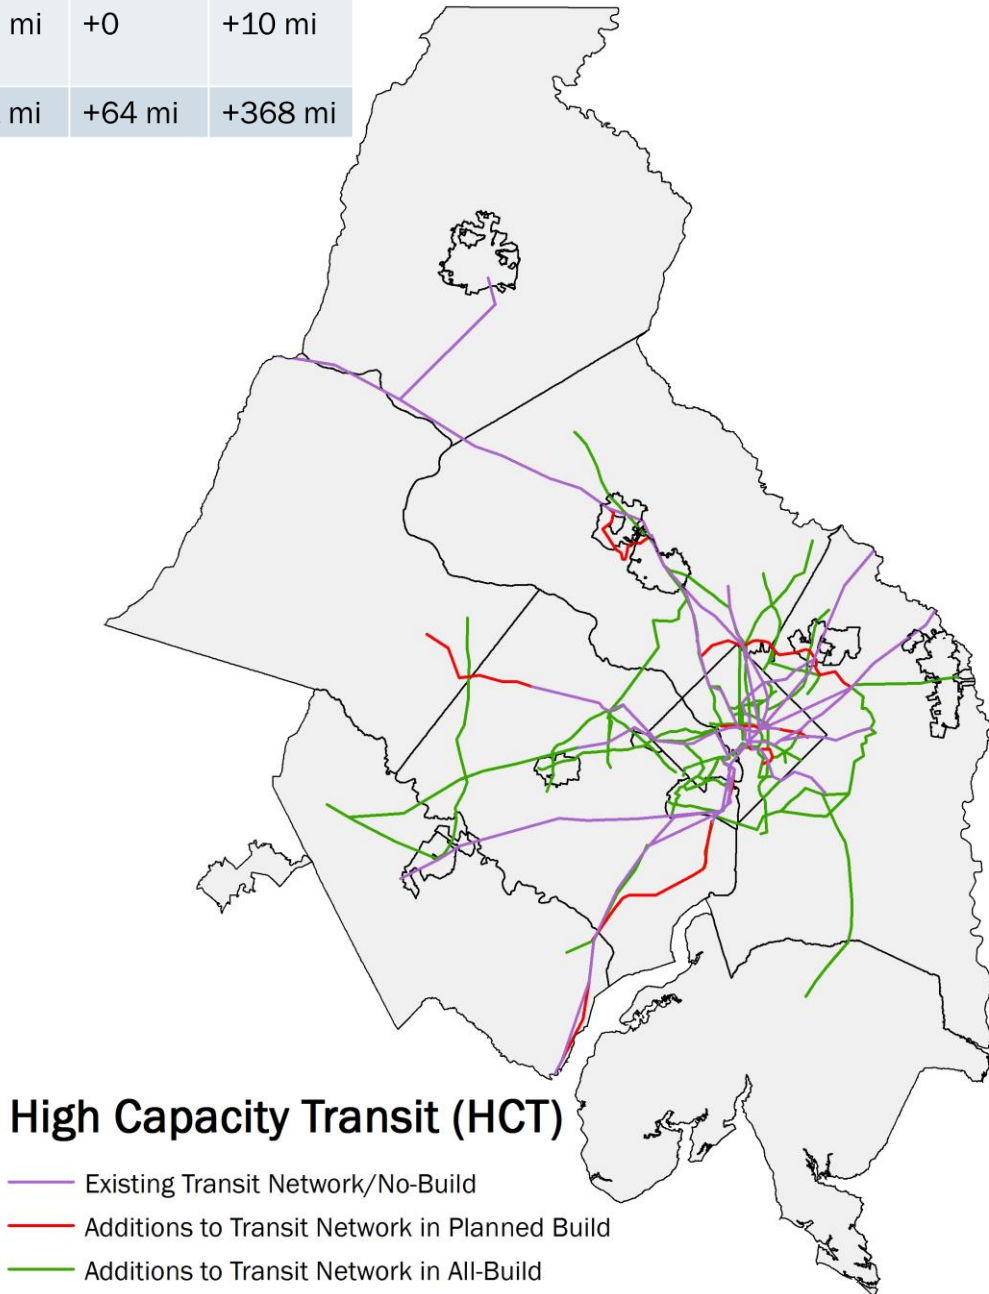 mi +0 +10 mi
mi +64 mi +368 mi
High Capacity Transit (HCT)
Existing Transit Network/No-Build
Additions to Transit Network in Planned Build
Additions to Transit Network in All-Build